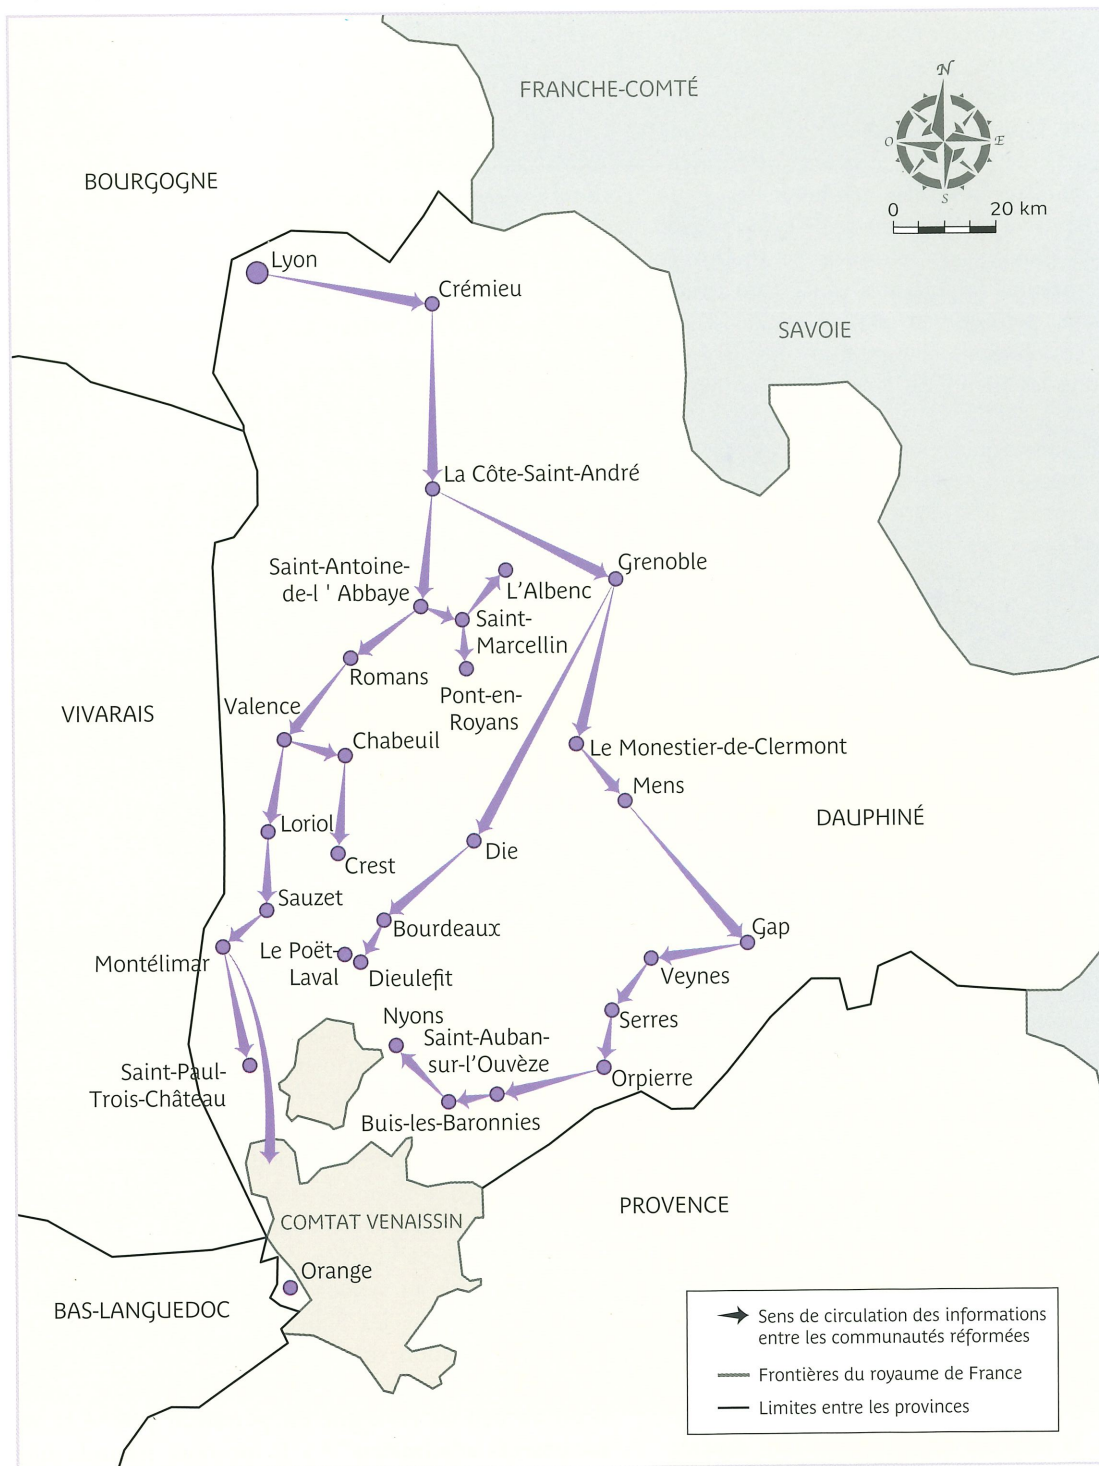 FRANCHE-COMTÉ
N
O
E
S
0
20 km
BOURGOGNE
Lyon
Crémieu
SAVOIE
La Côte-Saint-André
Saint-Antoine-
de-l ' Abbaye
L'Albenc
Grenoble
Saint-
Marcellin
Romans
Pont-en-
Royans
VIVARAIS
Valence
Chabeuil
Le Monestier-de-Clermont
Mens
DAUPHINÉ
Loriol
Crest
Die
Sauzet
Bourdeaux
Gap
Montélimar
Le Poët-
Laval
Dieulefit
Veynes
Nyons
Serres
Saint-Auban-
sur-l'Ouvèze
Saint-Paul-
Trois-Château
Orpierre
Buis-les-Baronnies
PROVENCE
COMTAT VENAISSIN
Orange
BAS-LANGUEDOC
Sens de circulation des informations
entre les communautés réformées
Frontières du royaume de France
Limites entre les provinces